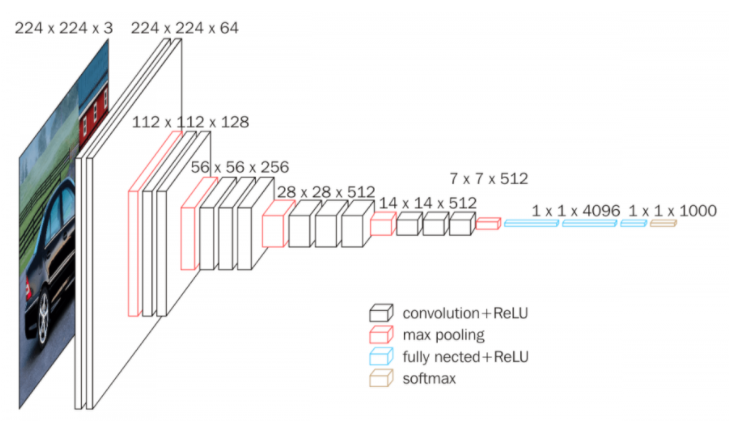 224 x 224 x 3
224 x 224 x 64
112 x 112 x 128
56 x 56 x 256
28 x 28 x 512
14 x 14 x 512
7 x 7 x 512
1 x 1 x 4096
1 x 1 x 1000
convolution+ReLU
max pooling
fully nected+ReLU
softmax